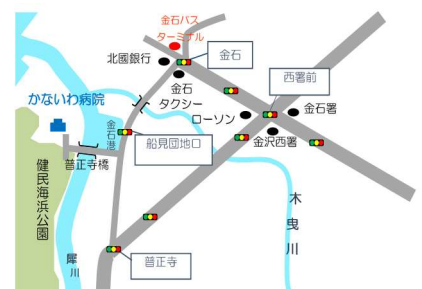 金石バス
ターミナル
北國銀行
金石
西署前
金石
タクシー
かないわ病院
ローソン
金石署
金石港
船見団地口
金沢西署
普正寺橋
健民海浜公園
木曳川
普正寺
犀川